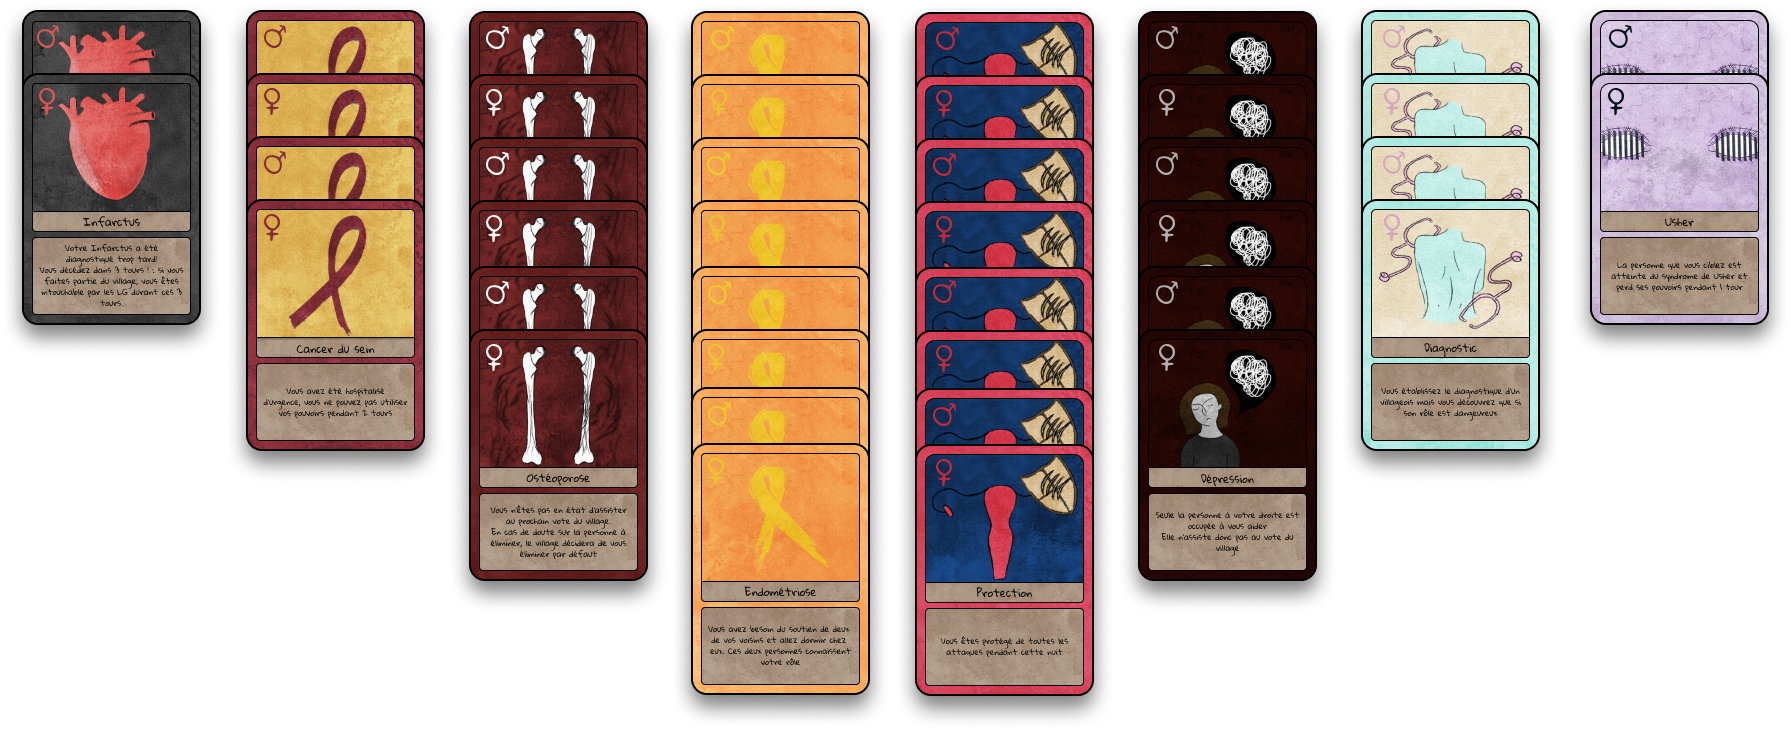 Infarctus
Votre Infarctus a été
diagnostiqué trop tard!
Vous décédez dans 3 tours ! : si vous
faites partie du village, vous êtes
intouchable par les LG durant ces 3
tours.
Cancer du sein
Vous avez été hospitalisé
d'urgence, vous ne pouvez pas utiliser
vos pouvoirs pendant 2 tours
Ostéoporose
Vous n'êtes pas en état d'assister
au prochain vote du village.
En cas de doute sur la personne à
éliminer, le village décidera de vous
éliminer par défaut
Endométriose
Vous avez besoin du soutien de deux
de vos voisins et allez dormir chez
eux. Ces deux personnes connaissent
votre rôle
Protection
Vous êtes protégé de toutes les
attaques pendant cette nuit
Dépression
Seule la personne à votre droite est
occupée à vous aider
Elle n'assiste donc pas au vote du
village
Diagnostic
Vous établissez le diagnostique d'un
villageois mais vous découvrez que si
son rôle est dangeureux
Usher
La personne que vous ciblez est
atteinte du syndrome de Usher et
perd ses pouvoirs pendant 1 tour